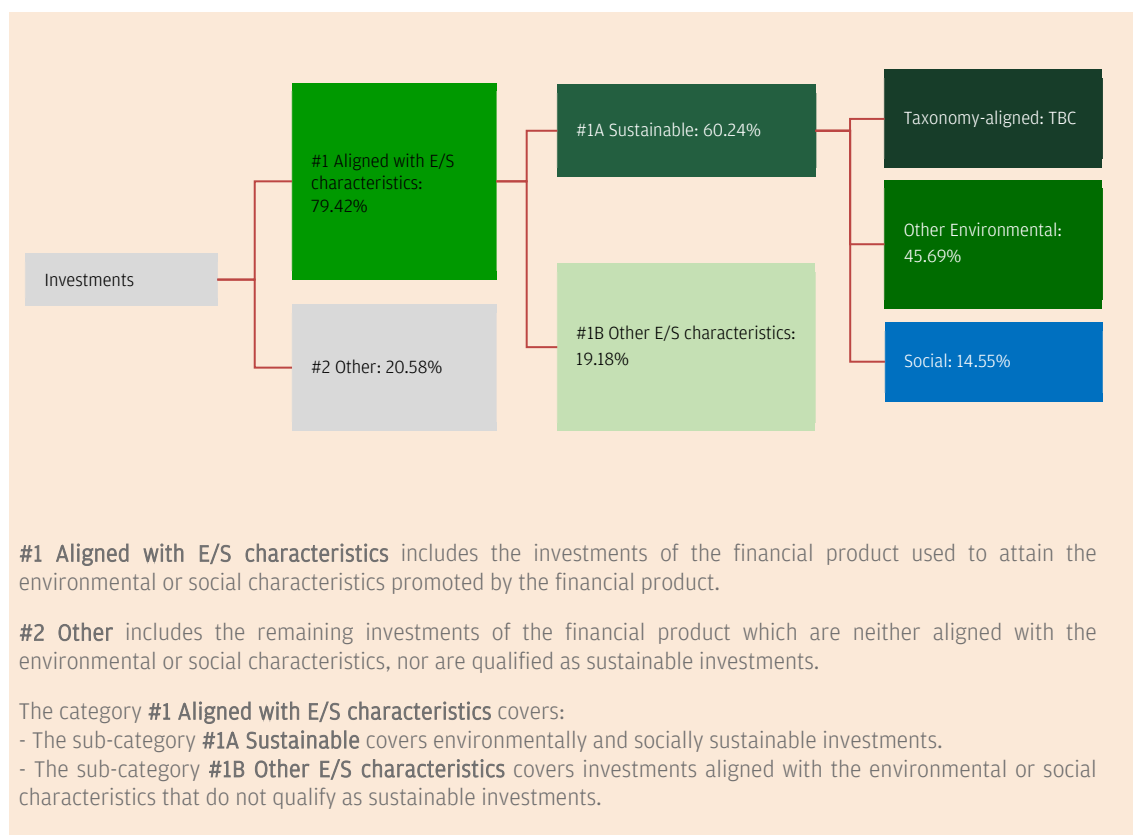 Investments
#1 Aligned with E/S
characteristics:
79.42%
#2 Other: 20.58%
#1A Sustainable: 60.24%
#1B Other E/S characteristics:
19.18%
Taxonomy-aligned: TBC
Other Environmental:
45.69%
Social: 14.55%
#1 Aligned with E/S characteristics includes the investments of the financial product used to attain the
environmental or social characteristics promoted by the financial product.
#2 Other includes the remaining investments of the financial product which are neither aligned with the
environmental or social characteristics, nor are qualified as sustainable investments.
The category #1 Aligned with E/S characteristics covers:
- The sub-category #1A Sustainable covers environmentally and socially sustainable investments.
- The sub-category #1B Other E/S characteristics covers investments aligned with the environmental or social
characteristics that do not qualify as sustainable investments.